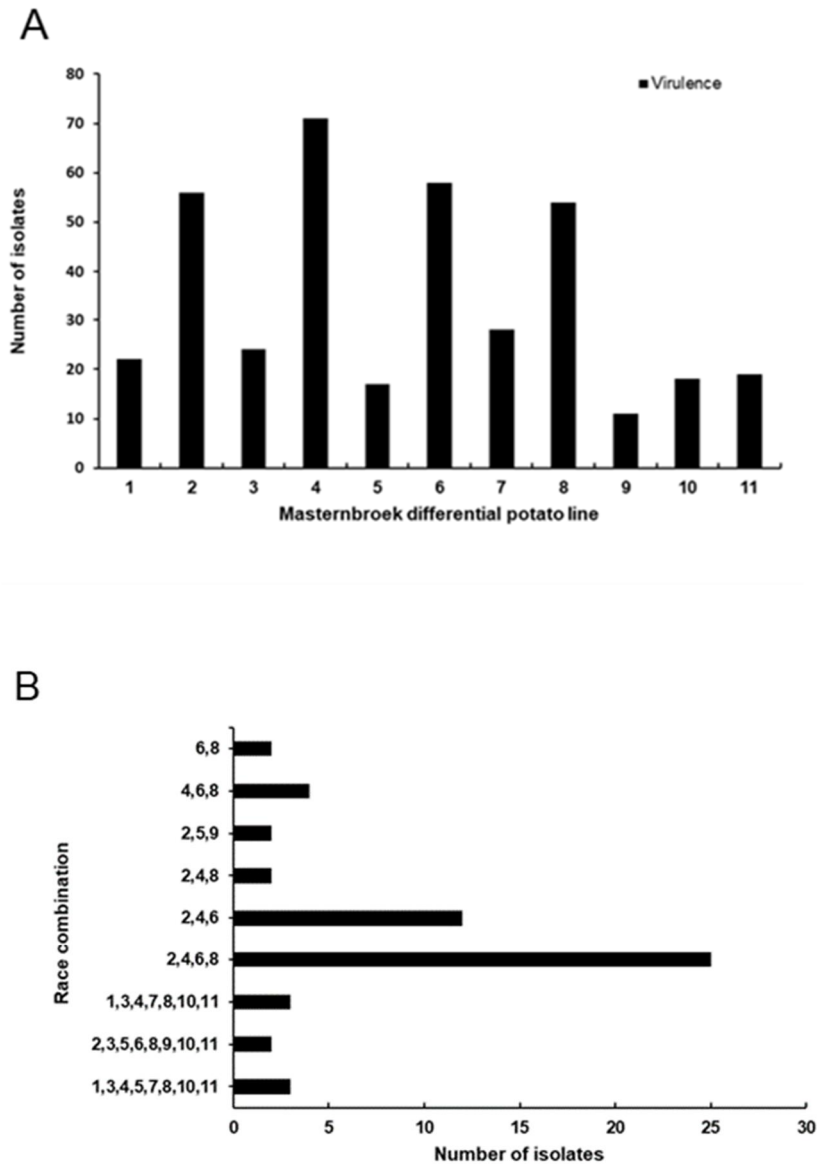 A
Virulence
Number of isolates
80
70
60
50
40
30
20
10
0
1 2 3 4 5 6 7 8 9 10 11
Masternbroek differential potato line
B
Race combination
6,8
4,6,8
2,5,9
2,4,8
2,4,6
2,4,6,8
1,3,4,7,8,10,11
2,3,5,6,8,9,10,11
1,3,4,5,7,8,10,11
0 5 10 15 20 25 30
Number of isolates